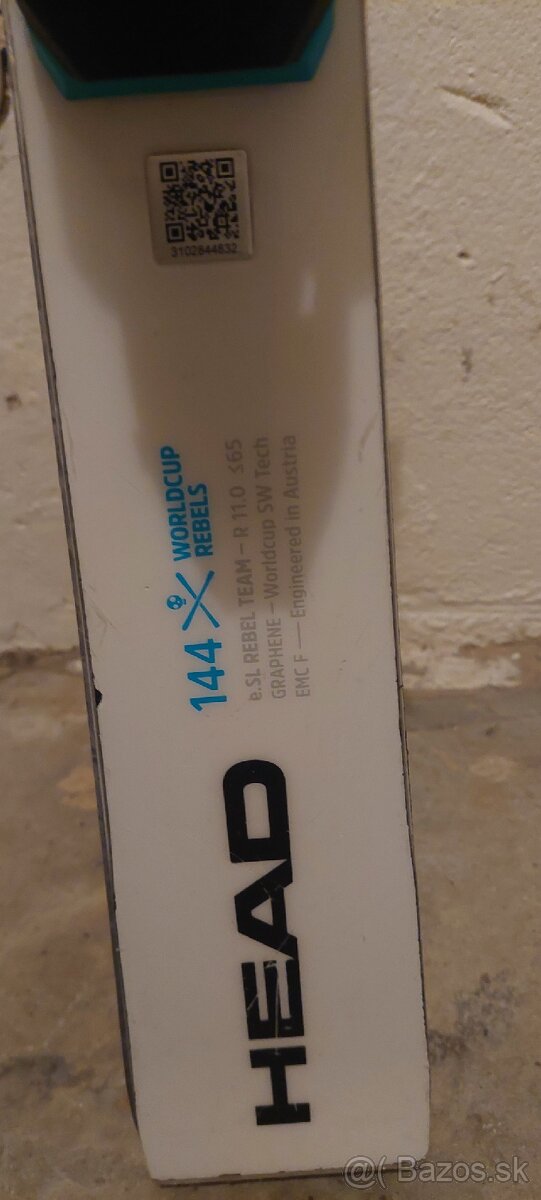 3102844832
144 WORLDCUP
REBELS
e.SL REBEL TEAM – R 11.0 ≤65
GRAPHENE – Worldcup SW Tech
EMC F — Engineered in Austria
HEAD
@( Bazos.sk